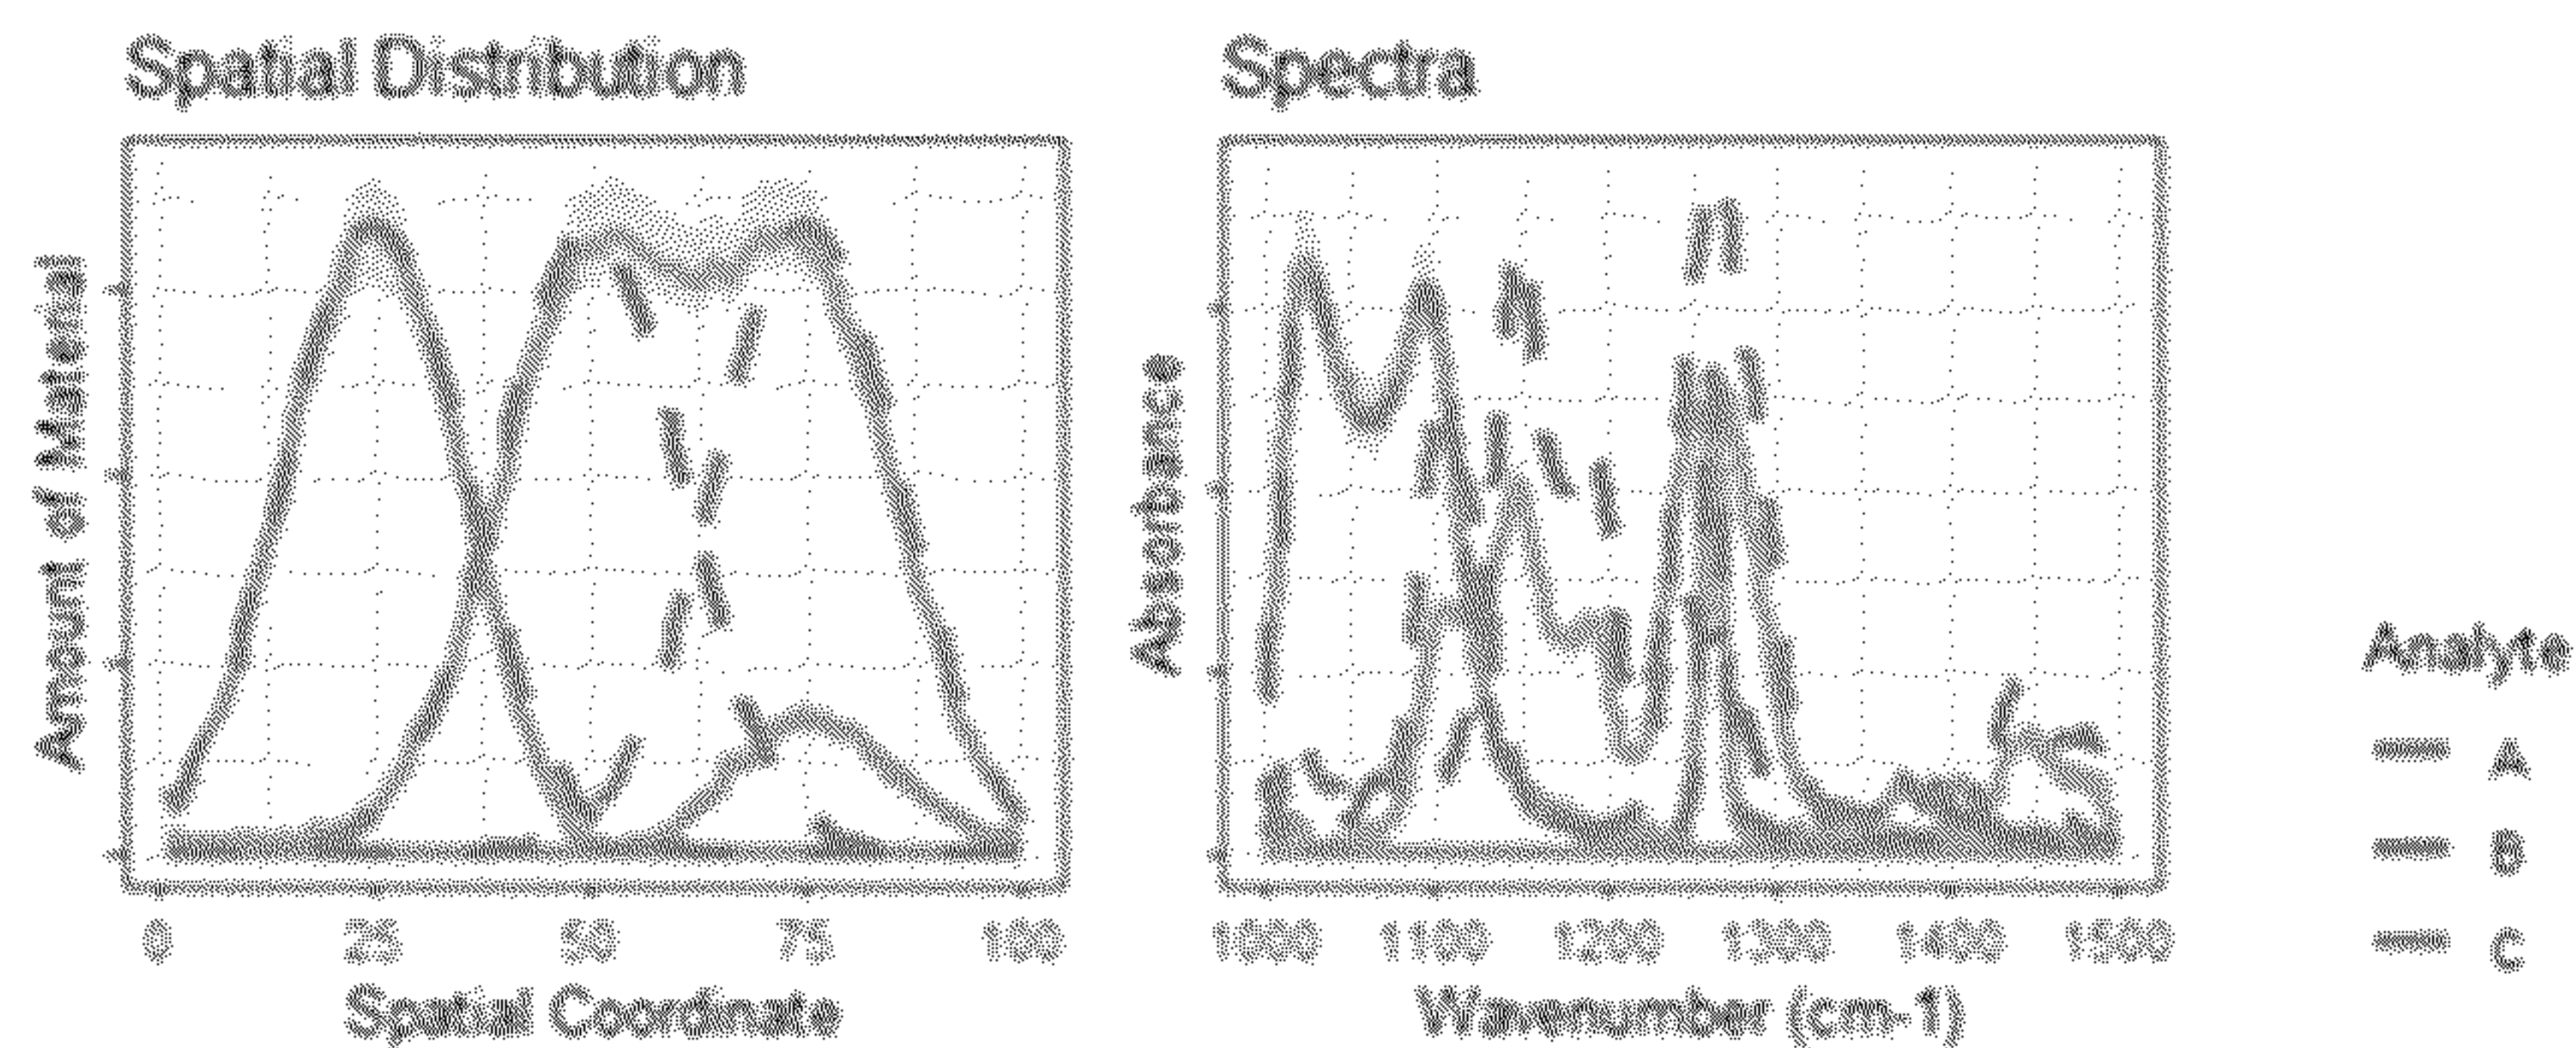 Spatial Distribution
Amount of Material
0 25 50 75 100
Spatial Coordinate
Spectra
Absorbance
1000 1100 1200 1300 1400 1500
Wavenumber (cm-1)
Analyte
A
B
C